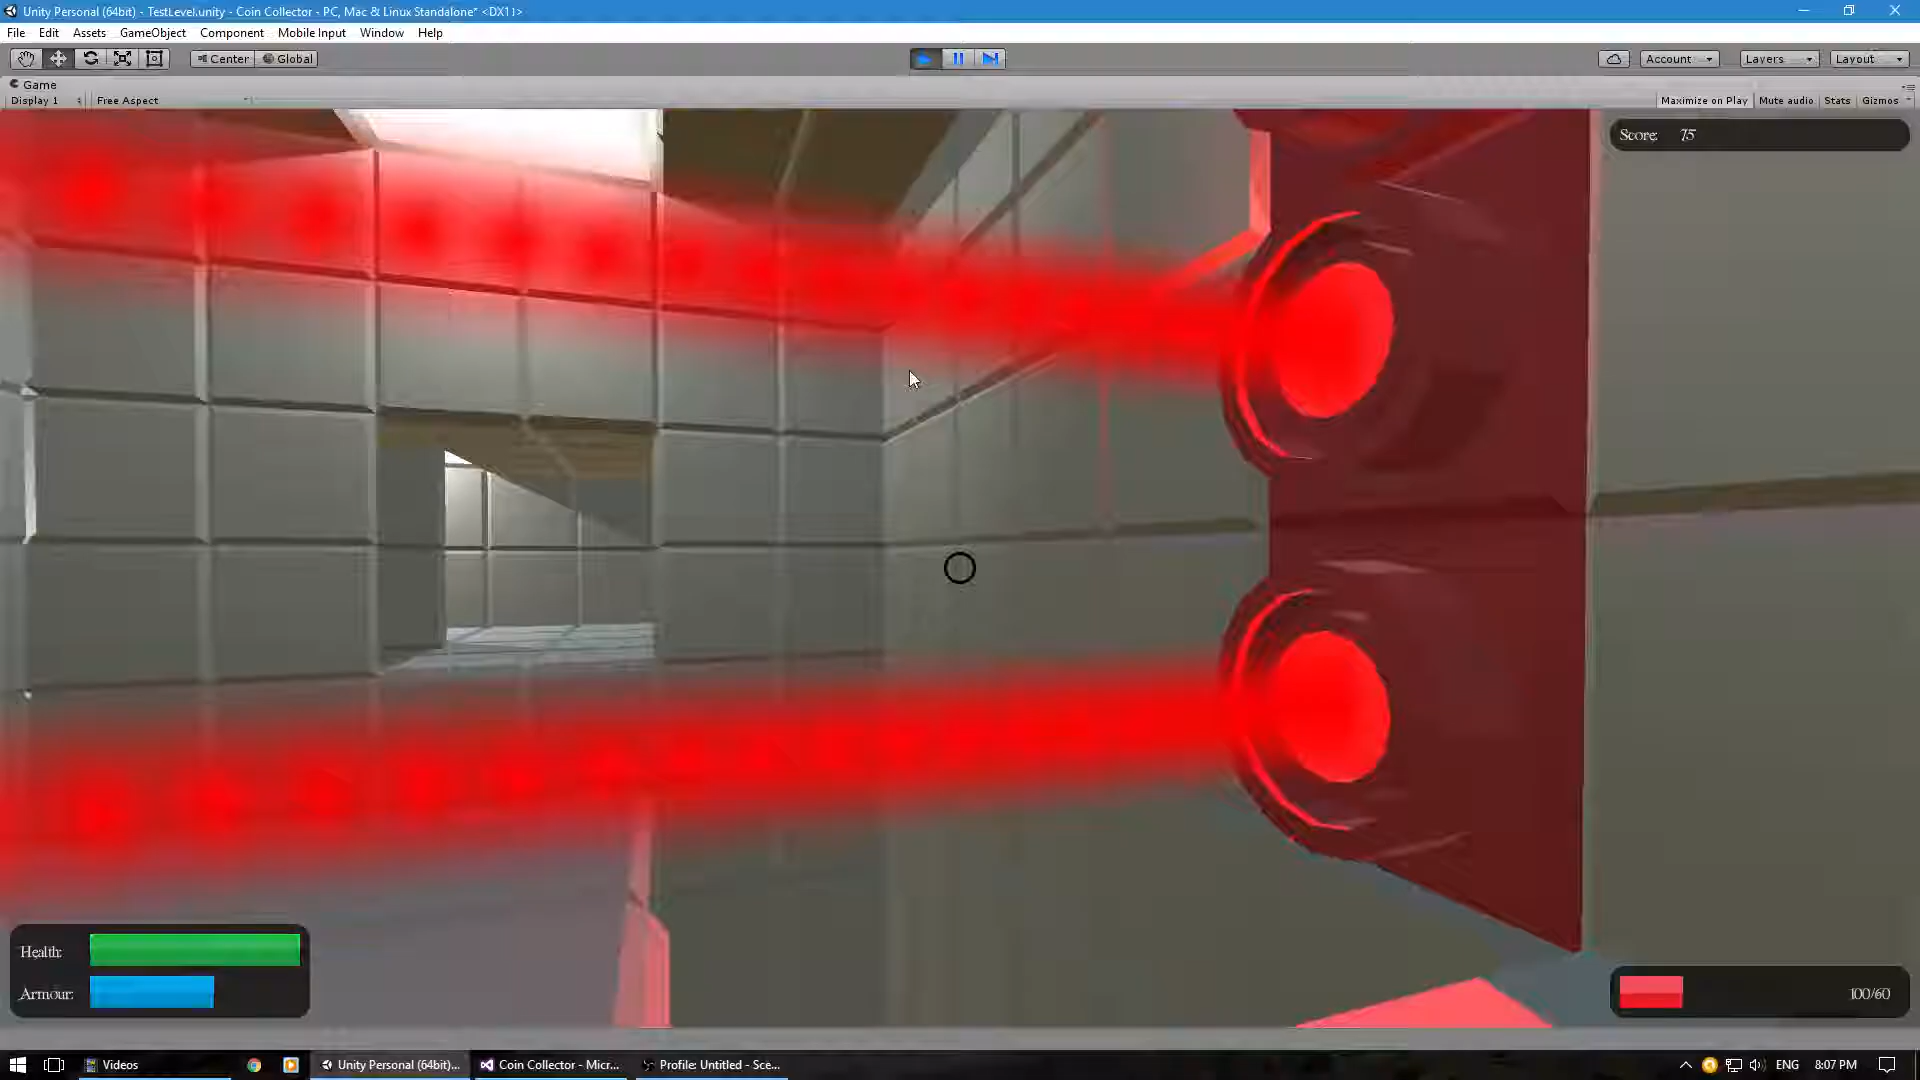 Unity Personal (64bit) - TestLevel.unity - Coin Collector - PC, Mac & Linux Standalone* <DX11>
File Edit Assets GameObject Component Mobile Input Window Help
Center Global Account Layers Layout
Game
Display 1 Free Aspect Maximize on Play Mute audio Stats Gizmos
Score: 75
Health:
Armour:
100/60
Videos Unity Personal (64bit)... Coin Collector - Micr... Profile: Untitled - Sce... ENG 8:07 PM